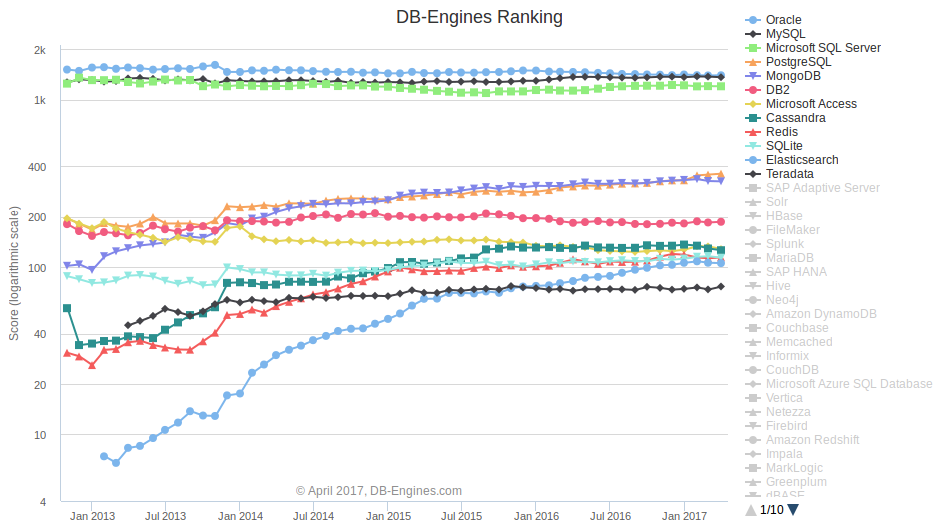 DB-Engines Ranking
Score (logarithmic scale)
2k
1k
400
200
100
40
20
10
4
Jan 2013
Jul 2013
Jan 2014
Jul 2014
Jan 2015
Jul 2015
Jan 2016
Jul 2016
Jan 2017
© April 2017, DB-Engines.com
Oracle
MySQL
Microsoft SQL Server
PostgreSQL
MongoDB
DB2
Microsoft Access
Cassandra
Redis
SQLite
Elasticsearch
Teradata
SAP Adaptive Server
Solr
HBase
FileMaker
Splunk
MariaDB
SAP HANA
Hive
Neo4j
Amazon DynamoDB
Couchbase
Memcached
Informix
CouchDB
Microsoft Azure SQL Database
Vertica
Netezza
Firebird
Amazon Redshift
Impala
MarkLogic
Greenplum
dBASE
1/10